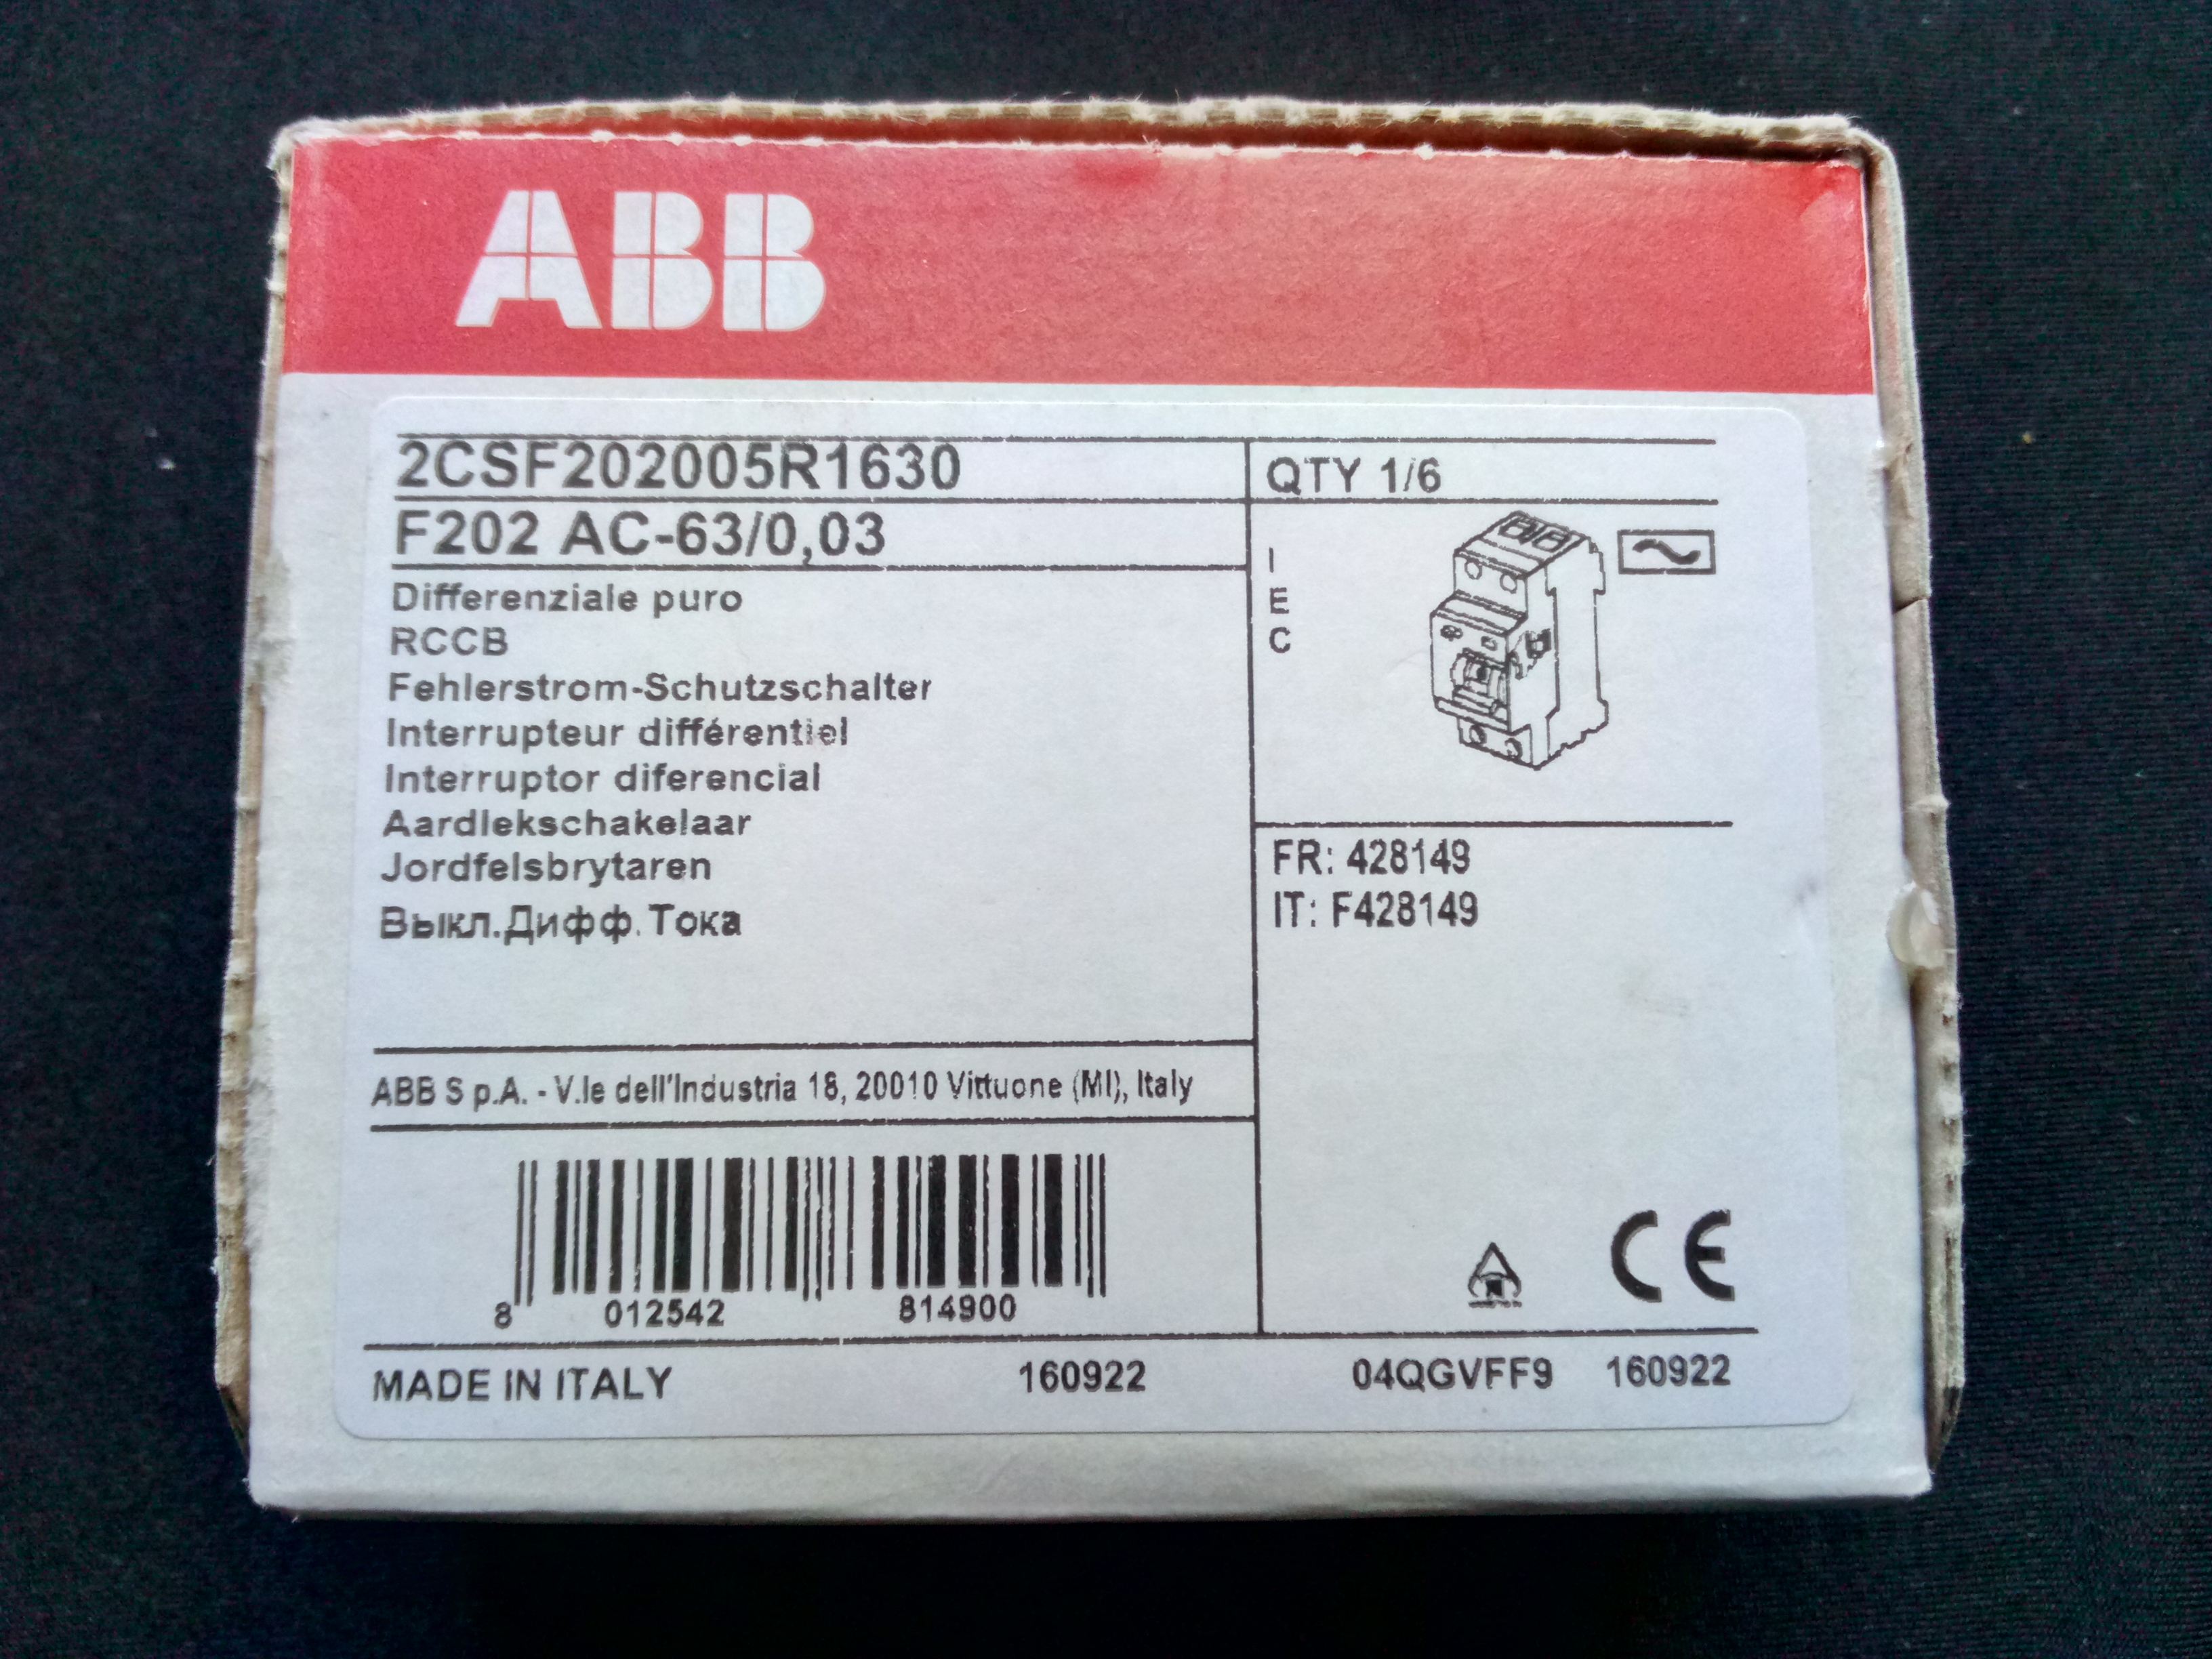 ABB
2CSF202005R1630
QTY 1/6
F202 AC-63/0,03
Differenziale puro
RCCB
Fehlerstrom-Schutzschalter
Interrupteur différentiel
Interruptor diferencial
Aardlekschakelaar
Jordfelsbrytaren
Выкл.Дифф.Тока
IEC
FR: 428149
IT: F428149
ABB S.p.A. - V.le dell'Industria 18, 20010 Vittuone (MI), Italy
8 012542 814900
CE
MADE IN ITALY 160922 04QGVFF9 160922